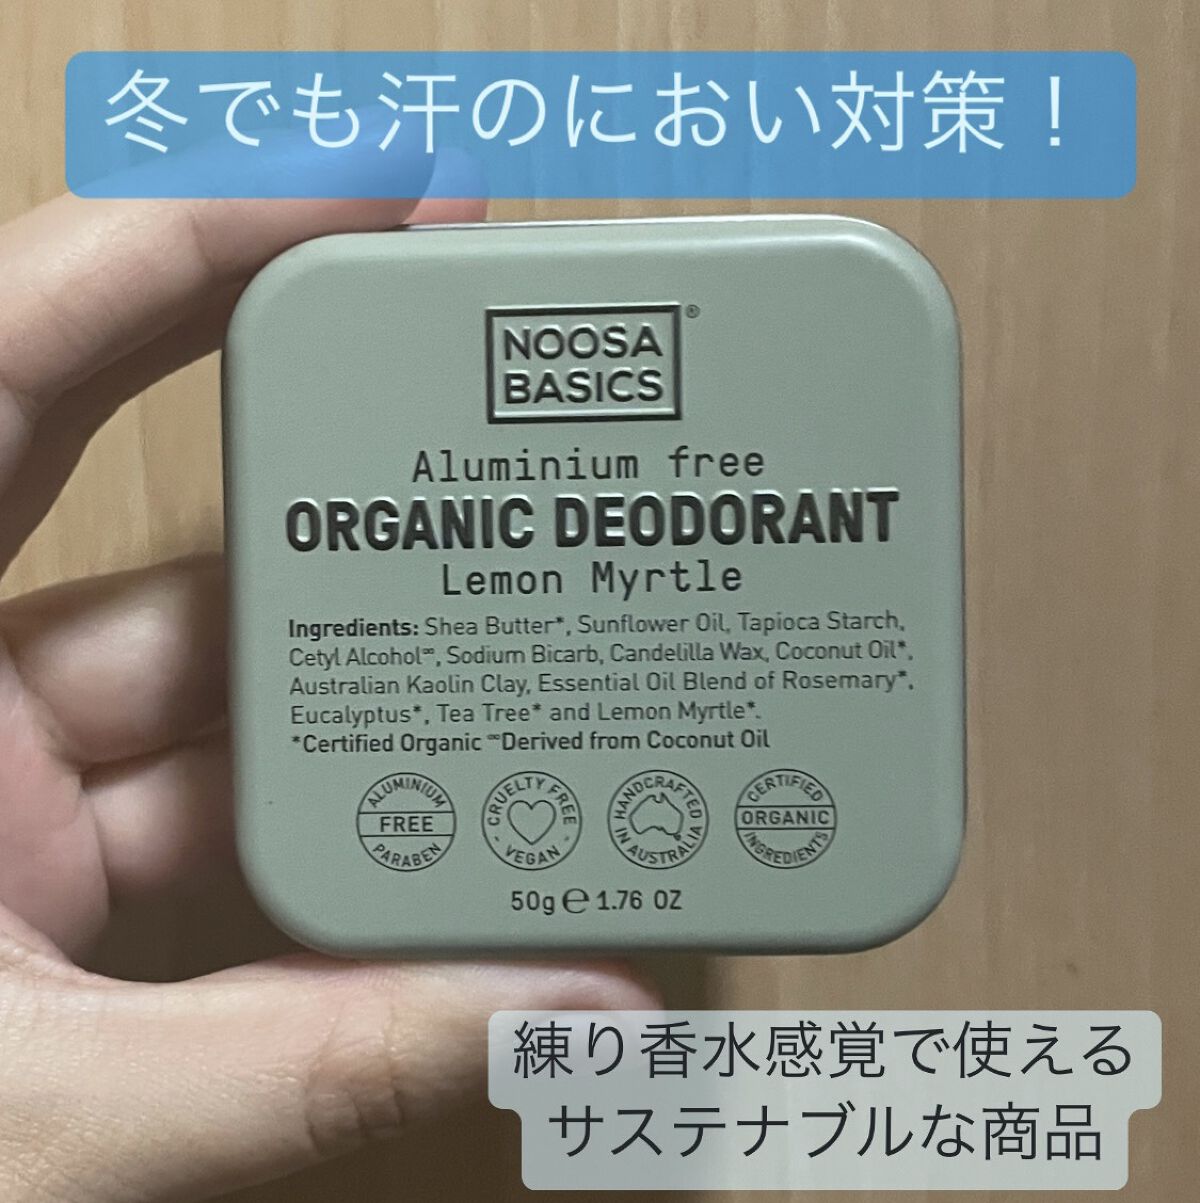 冬でも汗のにおい対策！
NOOSA
BASICS
®
Aluminium free
ORGANIC DEODORANT
Lemon Myrtle
Ingredients: Shea Butter*, Sunflower Oil, Tapioca Starch,
Cetyl Alcohol∞, Sodium Bicarb, Candelilla Wax, Coconut Oil*,
Australian Kaolin Clay, Essential Oil Blend of Rosemary*,
Eucalyptus*, Tea Tree* and Lemon Myrtle*.
*Certified Organic ∞Derived from Coconut Oil
ALUMINIUM
FREE
PARABEN
CRUELTY FREE
- VEGAN -
HANDCRAFTED
IN AUSTRALIA
CERTIFIED
ORGANIC
INGREDIENTS
50g ℮ 1.76 OZ
練り香水感覚で使える
サステナブルな商品